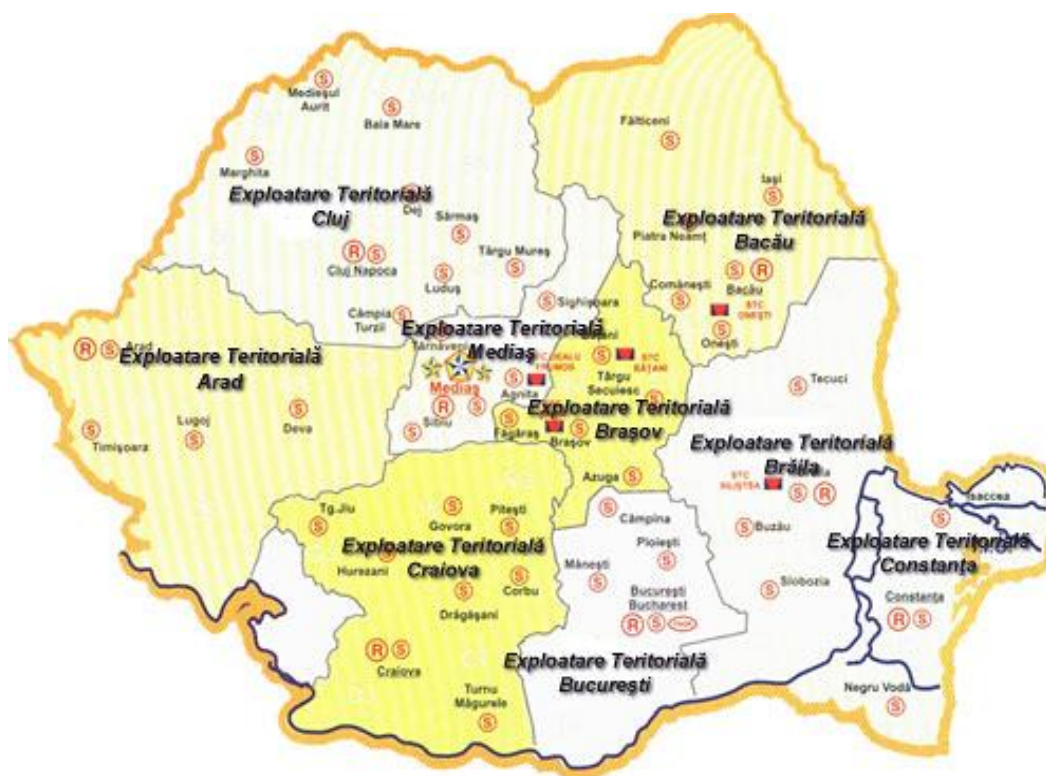 Medieşul
Aurit
S
Baia Mare
S
Fălticeni
S
Marghita
S
Iaşi
S
Exploatare Teritorială
Cluj
Dej
Sărmaş
S
Exploatare Teritorială
Bacău
Piatra Neamţ
R S
Cluj Napoca
Târgu Mureş
S
Luduş
S
Comăneşti
S
S R
Bacău
STC
ONEŞTI
Oneşti
S
Câmpia
Turzii
S
S Sighişoara
Exploatare Teritorială
Mediaş
Târnăveni
R S Arad
Exploatare Teritorială
Arad
Mediaş
R S
Agnita
S
S
STC
BĂŢANI
Târgu
Secuiesc
S
Tecuci
S
Timişoara
S
Lugoj
S
Deva
S
Sibiu
S
Făgăraş
S
Exploatare Teritorială
Braşov
Braşov
S
Exploatare Teritorială
Brăila
STC
SILIŞTEA
S R
Azuga
S
Isaccea
S
Tg.Jiu
S
Govora
S
Piteşti
S
Câmpina
S
Buzău
S
Exploatare Teritorială
Craiova
Hurezani
Corbu
S
Ploieşti
S
Măneşti
S
Exploatare Teritorială
Constanţa
Slobozia
S
Drăgăşani
S
Bucureşti
Bucharest
R S
Constanţa
R S
R S
Craiova
Exploatare Teritorială
Bucureşti
Turnu
Măgurele
S
Negru Vodă
S